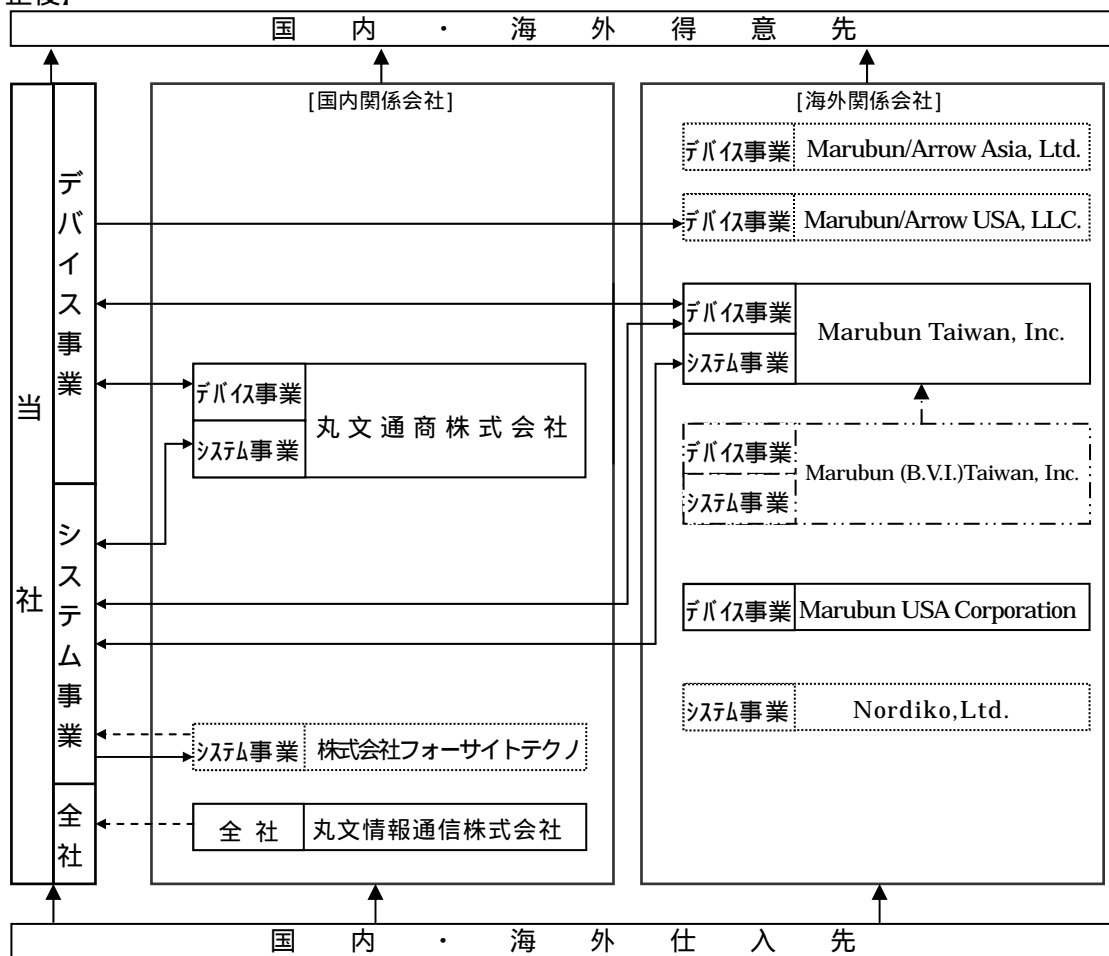 正後】
国内・海外得意先
[国内関係会社]
[海外関係会社]
当社
デバイス事業
システム事業
全社
デバイス事業
システム事業
丸文通商株式会社
システム事業
株式会社フォーサイトテクノ
全社
丸文情報通信株式会社
デバイス事業
Marubun/Arrow Asia, Ltd.
デバイス事業
Marubun/Arrow USA, LLC.
デバイス事業
システム事業
Marubun Taiwan, Inc.
デバイス事業
システム事業
Marubun (B.V.I.)Taiwan, Inc.
デバイス事業
Marubun USA Corporation
システム事業
Nordiko,Ltd.
国内・海外仕入先